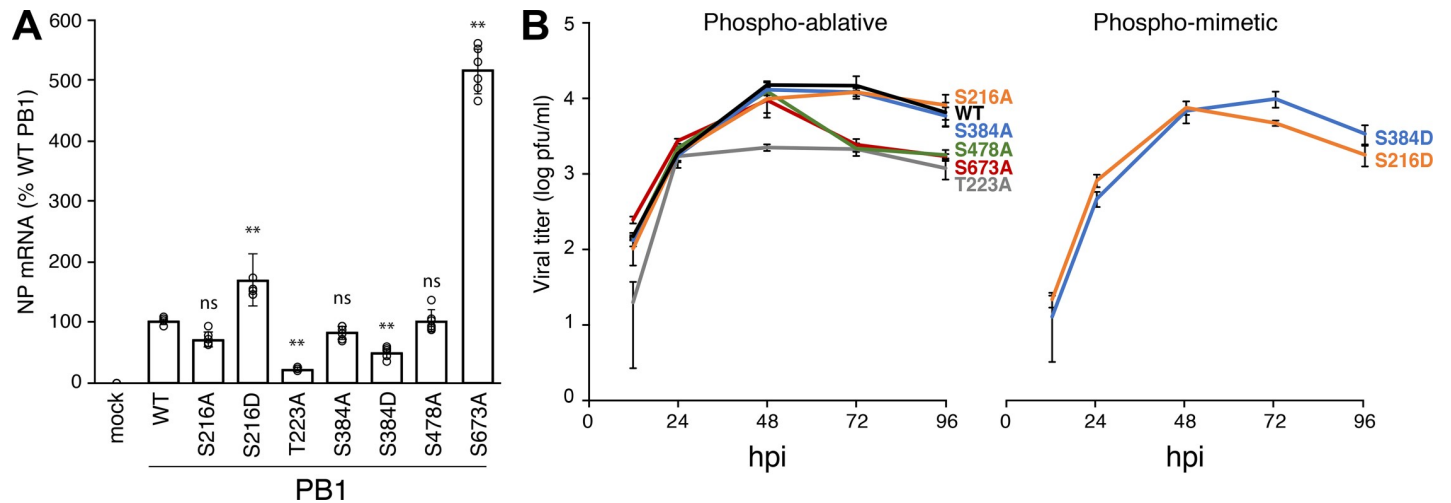 A
NP mRNA (% WT PB1)
600
500
400
300
200
100
0
ns
**
**
ns
**
ns
**
mock
WT
S216A
S216D
T223A
S384A
S384D
S478A
S673A
PB1
B
Phospho-ablative
Viral titer (log pfu/ml)
5
4
3
2
1
0
S216A
WT
S384A
S478A
S673A
T223A
0 24 48 72 96
hpi
Phospho-mimetic
S384D
S216D
0 24 48 72 96
hpi